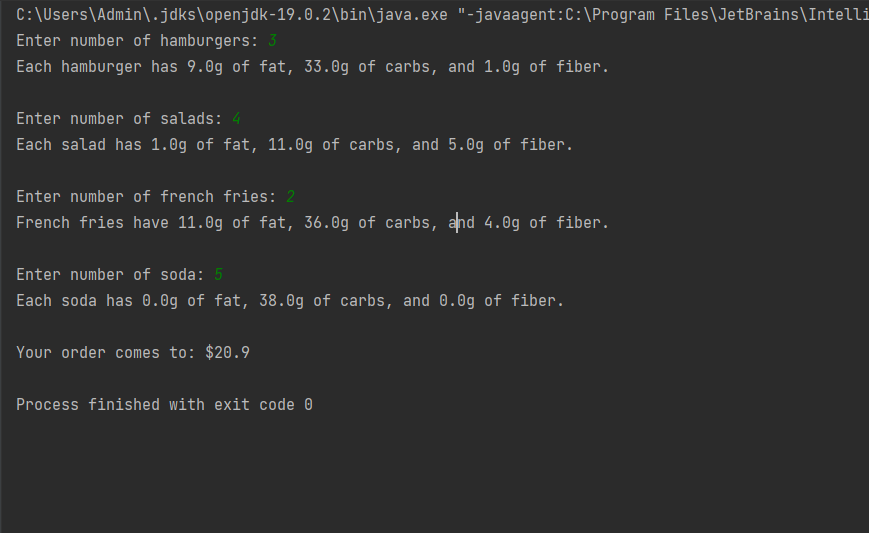 C:\Users\Admin\.jdks\openjdk-19.0.2\bin\java.exe "-javaagent:C:\Program Files\JetBrains\Intelli
Enter number of hamburgers: 3
Each hamburger has 9.0g of fat, 33.0g of carbs, and 1.0g of fiber.
Enter number of salads: 4
Each salad has 1.0g of fat, 11.0g of carbs, and 5.0g of fiber.
Enter number of french fries: 2
French fries have 11.0g of fat, 36.0g of carbs, and 4.0g of fiber.
Enter number of soda: 5
Each soda has 0.0g of fat, 38.0g of carbs, and 0.0g of fiber.
Your order comes to: $20.9
Process finished with exit code 0